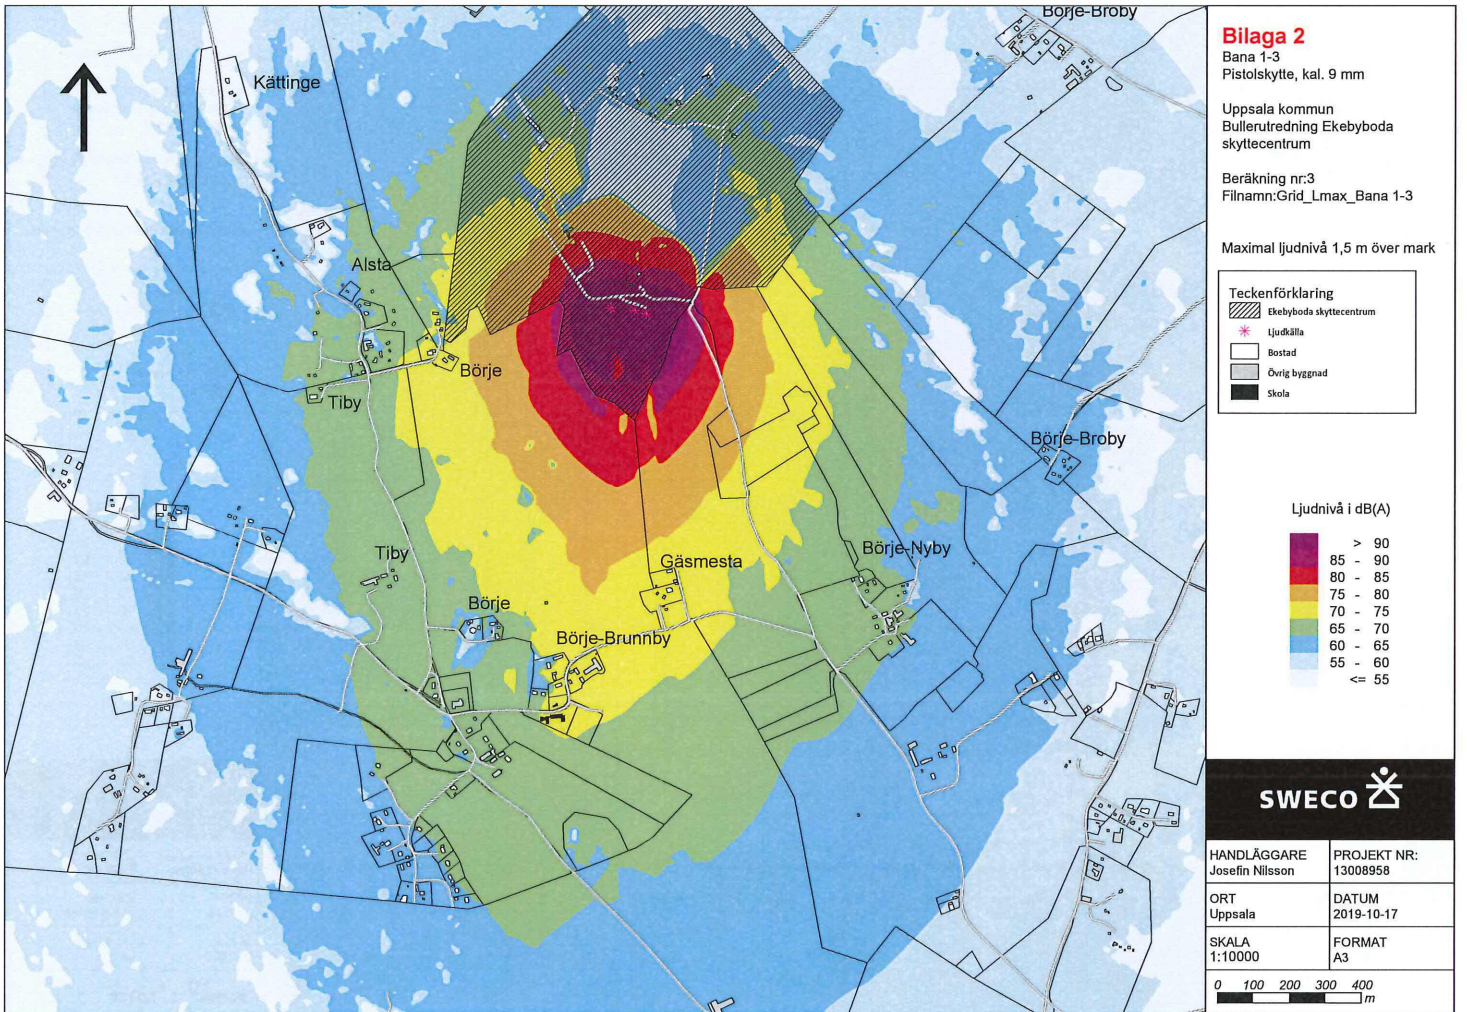 Börje-Broby
Kättinge
Alsta
Börje
Tiby
Börje-Broby
Tiby
Gäsmesta
Börje-Nyby
Börje
Börje-Brunnby
Bilaga 2
Bana 1-3
Pistolskytte, kal. 9 mm
Uppsala kommun
Bullerutredning Ekebyboda
skyttecentrum
Beräkning nr:3
Filnamn:Grid_Lmax_Bana 1-3
Maximal ljudnivå 1,5 m över mark
Teckenförklaring
Ekebyboda skyttecentrum
Ljudkälla
Bostad
Övrig byggnad
Skola
Ljudnivå i dB(A)
> 90
85 - 90
80 - 85
75 - 80
70 - 75
65 - 70
60 - 65
55 - 60
<= 55
SWECO
HANDLÄGGARE
Josefin Nilsson
PROJEKT NR:
13008958
ORT
Uppsala
DATUM
2019-10-17
SKALA
1:10000
FORMAT
A3
0 100 200 300 400
m